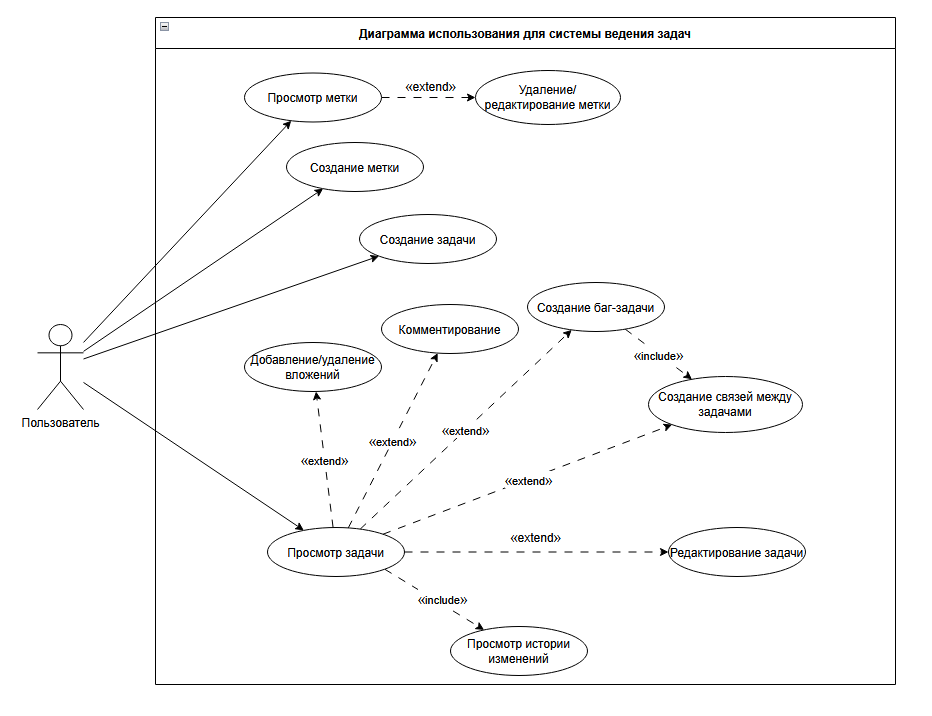 Диаграмма использования для системы ведения задач
Просмотр метки
«extend»
Удаление/
редактирование метки
Создание метки
Создание задачи
Создание баг-задачи
Комментирование
«include»
Добавление/удаление
вложений
Создание связей между
задачами
Пользователь
«extend»
«extend»
«extend»
«extend»
«extend»
Просмотр задачи
Редактирование задачи
«include»
Просмотр истории
изменений